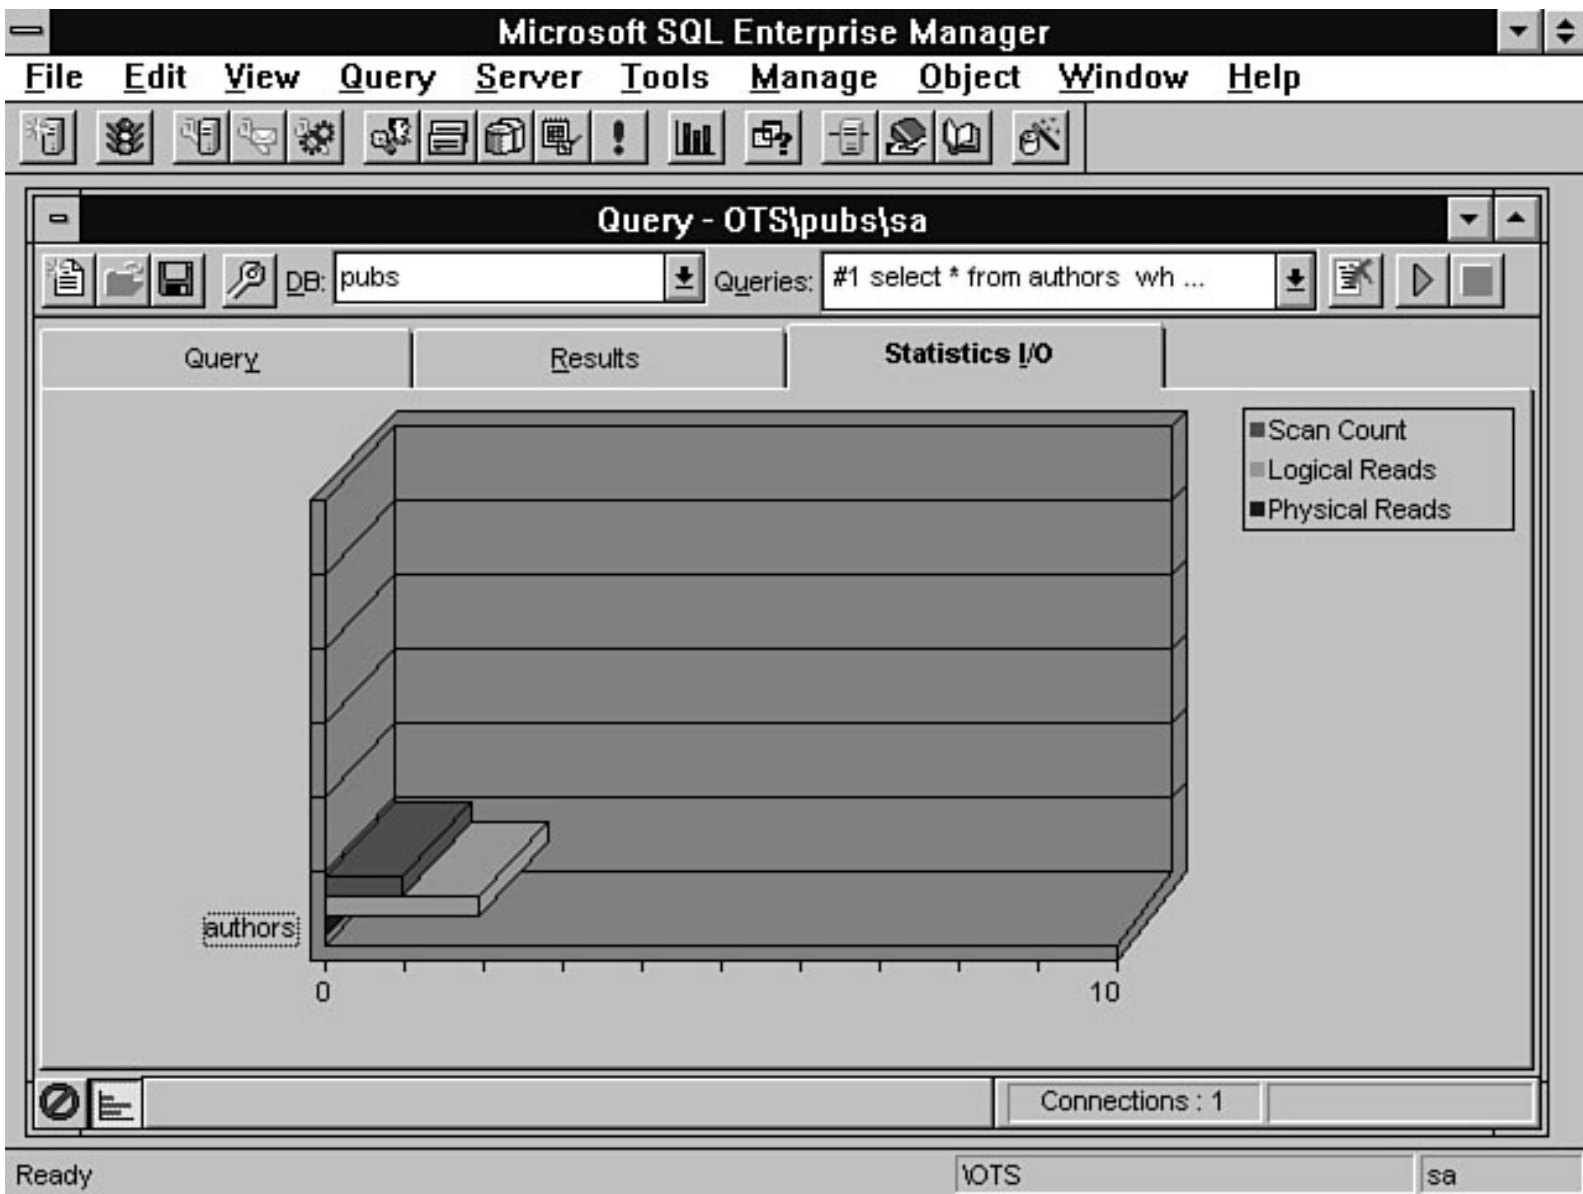 Microsoft SQL Enterprise Manager
File Edit View Query Server Tools Manage Object Window Help
Query - OTS\pubs\sa
DB: pubs Queries: #1 select * from authors wh ...
Query Results Statistics I/O
Scan Count
Logical Reads
Physical Reads
authors
0 10
Connections : 1
Ready \OTS sa